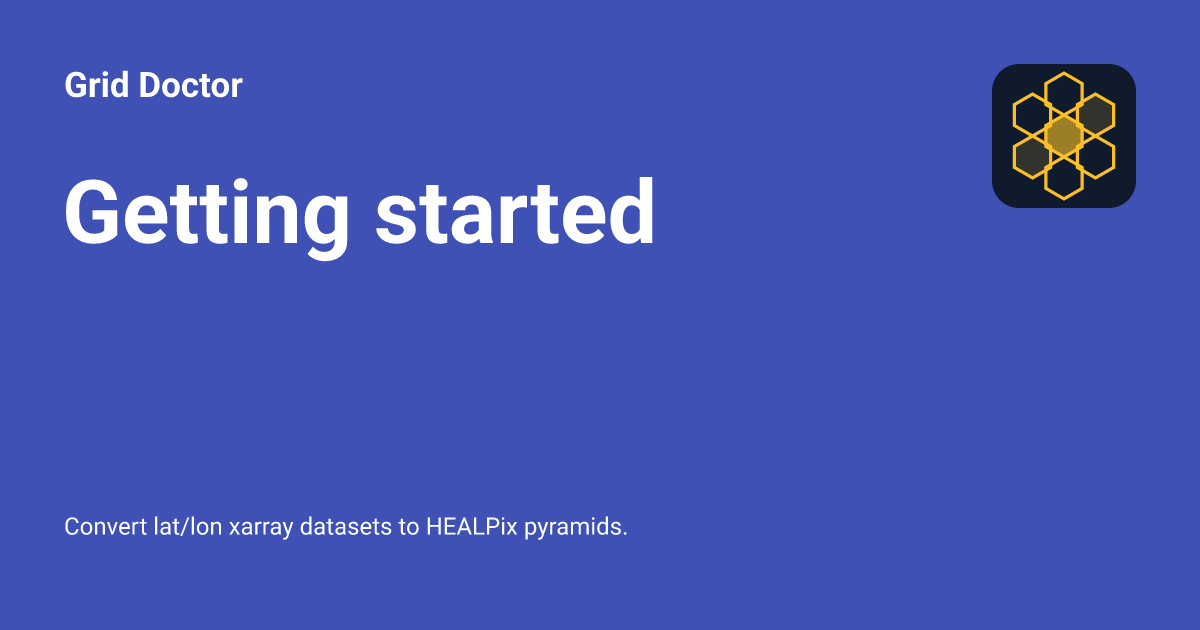 Grid Doctor
Getting started
Convert lat/lon xarray datasets to HEALPix pyramids.